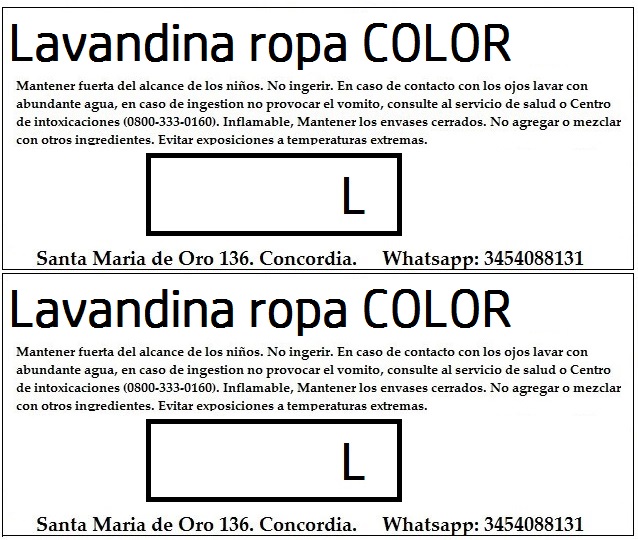 Lavandina ropa COLOR
Mantener fuerta del alcance de los niños. No ingerir. En caso de contacto con los ojos lavar con
abundante agua, en caso de ingestion no provocar el vomito, consulte al servicio de salud o Centro
de intoxicaciones (0800-333-0160). Inflamable, Mantener los envases cerrados. No agregar o mezclar
con otros ingredientes. Evitar exposiciones a temperaturas extremas.
L
Santa Maria de Oro 136. Concordia. Whatsapp: 3454088131
Lavandina ropa COLOR
Mantener fuerta del alcance de los niños. No ingerir. En caso de contacto con los ojos lavar con
abundante agua, en caso de ingestion no provocar el vomito, consulte al servicio de salud o Centro
de intoxicaciones (0800-333-0160). Inflamable, Mantener los envases cerrados. No agregar o mezclar
con otros ingredientes. Evitar exposiciones a temperaturas extremas.
L
Santa Maria de Oro 136. Concordia. Whatsapp: 3454088131